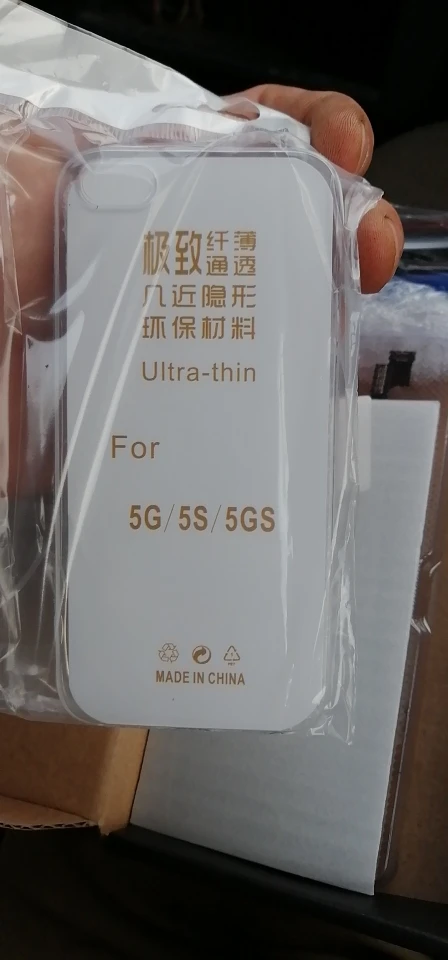 极致纤薄通透
几近隐形
环保材料
Ultra-thin
For
5G/5S/5GS
MADE IN CHINA